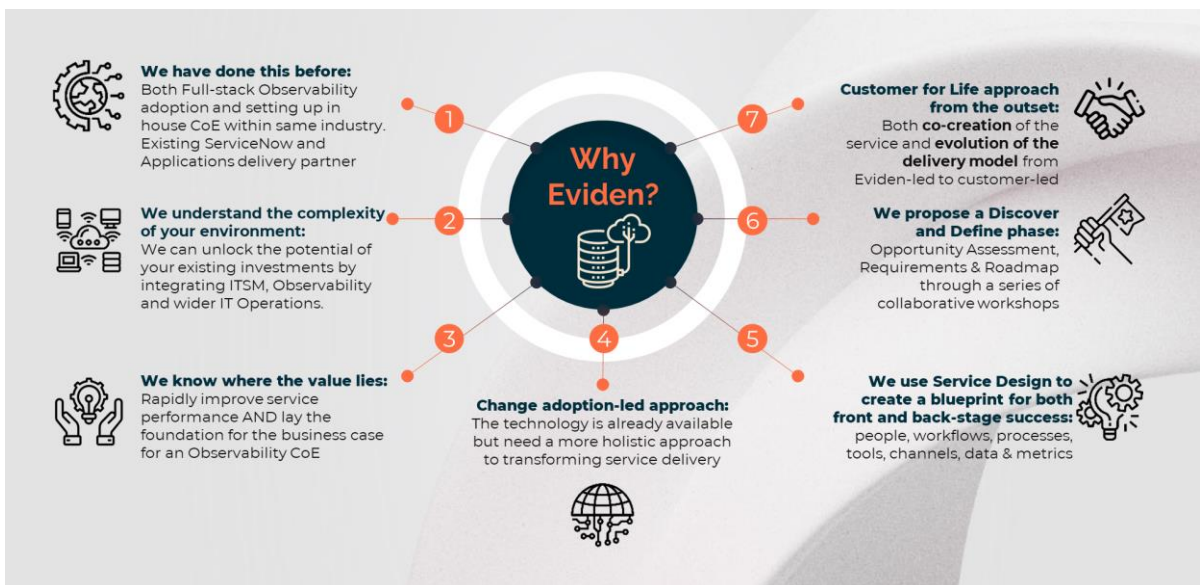 Why
Eviden?
1
We have done this before:
Both Full-stack Observability
adoption and setting up in
house CoE within same industry.
Existing ServiceNow and
Applications delivery partner
2
We understand the complexity
of your environment:
We can unlock the potential of
your existing investments by
integrating ITSM, Observability
and wider IT Operations.
3
We know where the value lies:
Rapidly improve service
performance AND lay the
foundation for the business case
for an Observability CoE
4
Change adoption-led approach:
The technology is already available
but need a more holistic approach
to transforming service delivery
5
We use Service Design to
create a blueprint for both
front and back-stage success:
people, workflows, processes,
tools, channels, data & metrics
6
We propose a Discover
and Define phase:
Opportunity Assessment,
Requirements & Roadmap
through a series of
collaborative workshops
7
Customer for Life approach
from the outset:
Both co-creation of the
service and evolution of the
delivery model from
Eviden-led to customer-led